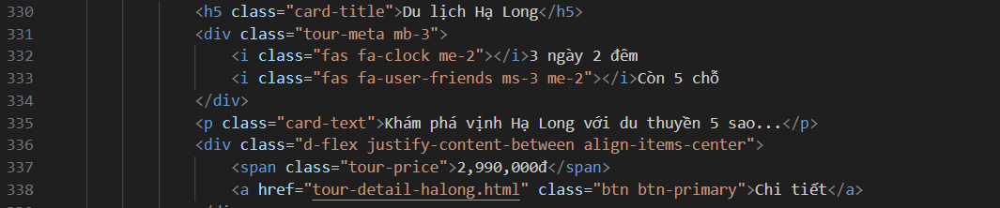 330 <h5 class="card-title">Du lịch Hạ Long</h5>
331 <div class="tour-meta mb-3">
332 <i class="fas fa-clock me-2"></i>3 ngày 2 đêm
333 <i class="fas fa-user-friends ms-3 me-2"></i>Còn 5 chỗ
334 </div>
335 <p class="card-text">Khám phá vịnh Hạ Long với du thuyền 5 sao...</p>
336 <div class="d-flex justify-content-between align-items-center">
337 <span class="tour-price">2,990,000đ</span>
338 <a href="tour-detail-halong.html" class="btn btn-primary">Chi tiết</a>